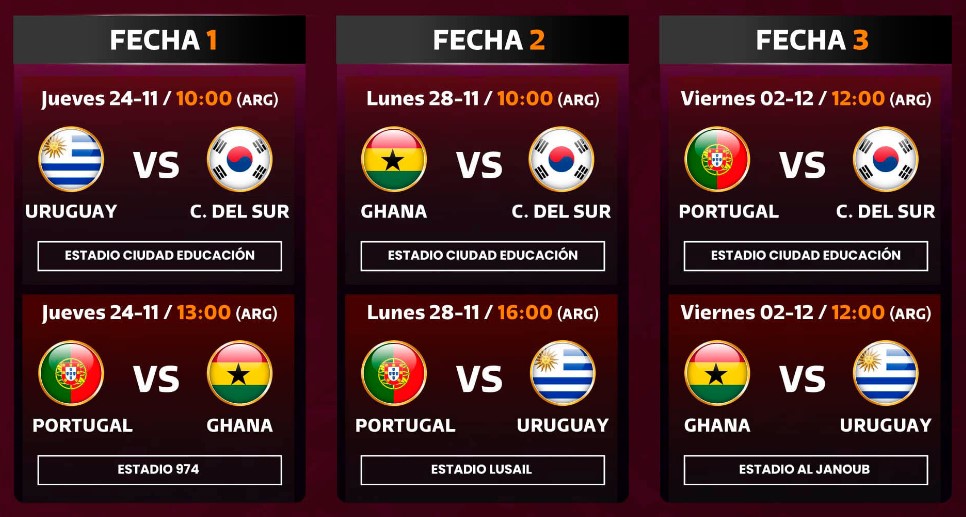 FECHA 1
Jueves 24-11 / 10:00 (ARG)
VS
URUGUAY C. DEL SUR
ESTADIO CIUDAD EDUCACIÓN
Jueves 24-11 / 13:00 (ARG)
VS
PORTUGAL GHANA
ESTADIO 974
FECHA 2
Lunes 28-11 / 10:00 (ARG)
VS
GHANA C. DEL SUR
ESTADIO CIUDAD EDUCACIÓN
Lunes 28-11 / 16:00 (ARG)
VS
PORTUGAL URUGUAY
ESTADIO LUSAIL
FECHA 3
Viernes 02-12 / 12:00 (ARG)
VS
PORTUGAL C. DEL SUR
ESTADIO CIUDAD EDUCACIÓN
Viernes 02-12 / 12:00 (ARG)
VS
GHANA URUGUAY
ESTADIO AL JANOUB